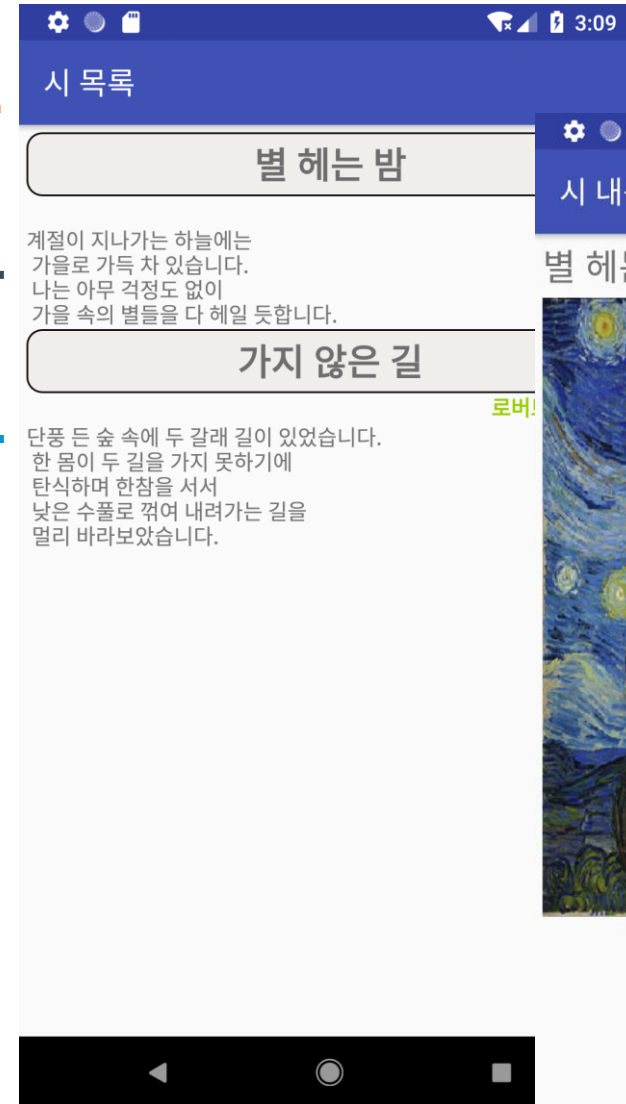 3:09
시 목록
별 헤는 밤
계절이 지나가는 하늘에는
가을로 가득 차 있습니다.
나는 아무 걱정도 없이
가을 속의 별들을 다 헤일 듯합니다.
가지 않은 길
단풍 든 숲 속에 두 갈래 길이 있었습니다.
한 몸이 두 길을 가지 못하기에
탄식하며 한참을 서서
낮은 수풀로 꺾여 내려가는 길을
멀리 바라보았습니다.
시 내
별